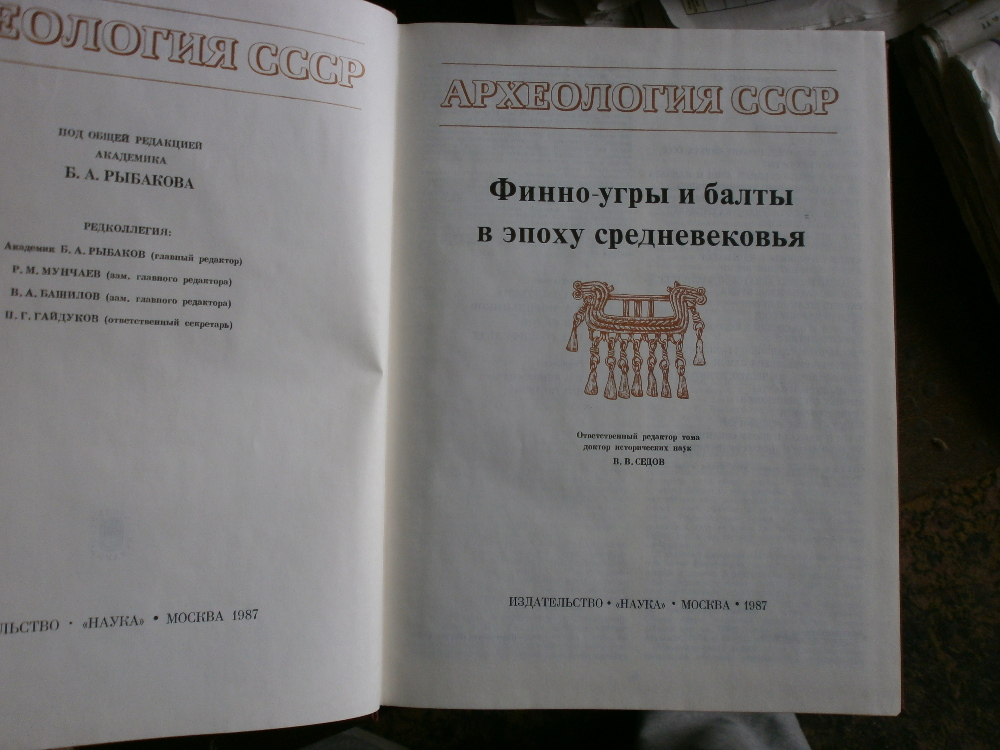 ЕОЛОГИЯ СССР
ПОД ОБЩЕЙ РЕДАКЦИЕЙ
АКАДЕМИКА
Б. А. РЫБАКОВА
РЕДКОЛЛЕГИЯ:
Академик Б. А. РЫБАКОВ (главный редактор)
Р. М. МУНЧАЕВ (зам. главного редактора)
В. А. БАШИЛОВ (зам. главного редактора)
П. Г. ГАЙДУКОВ (ответственный секретарь)
ЛЬСТВО • «НАУКА» • МОСКВА 1987
АРХЕОЛОГИЯ СССР
Финно-угры и балты
в эпоху средневековья
Ответственный редактор тома
доктор исторических наук
В. В. СЕДОВ
ИЗДАТЕЛЬСТВО • «НАУКА» • МОСКВА • 1987